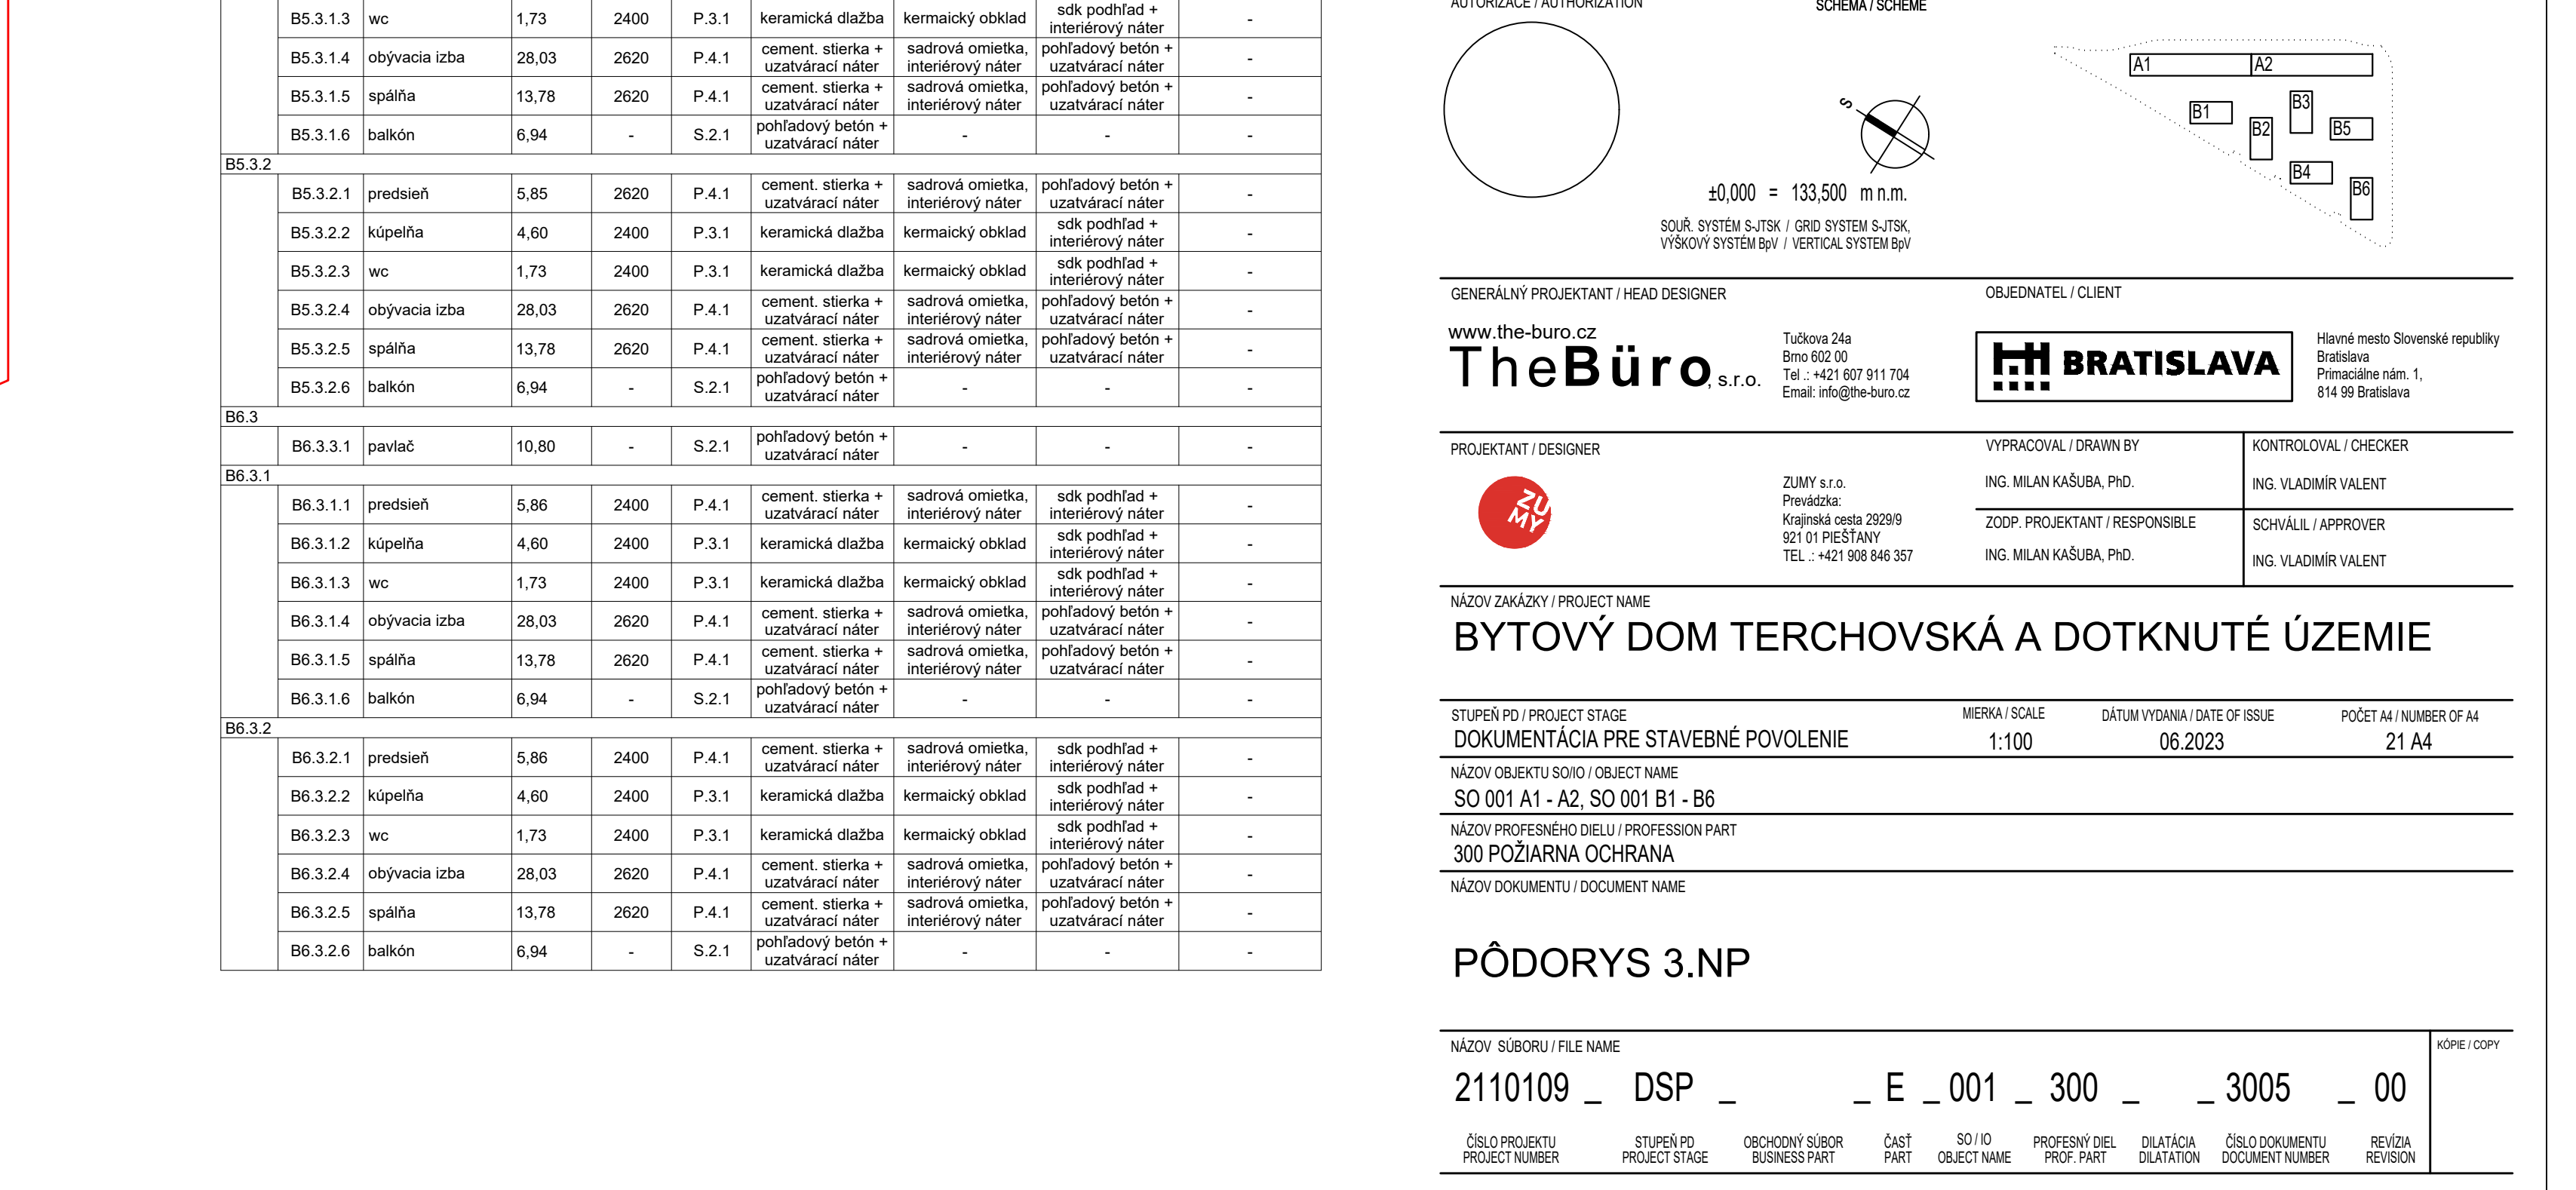 B5.3.1.3 wc 1,73 2400 P.3.1 keramická dlažba kermaický obklad sdk podhľad + interiérový náter -
B5.3.1.4 obývacia izba 28,03 2620 P.4.1 cement. stierka + uzatvárací náter sadrová omietka, interiérový náter pohľadový betón + uzatvárací náter -
B5.3.1.5 spálňa 13,78 2620 P.4.1 cement. stierka + uzatvárací náter sadrová omietka, interiérový náter pohľadový betón + uzatvárací náter -
B5.3.1.6 balkón 6,94 - S.2.1 pohľadový betón + uzatvárací náter - - -
B5.3.2
B5.3.2.1 predsieň 5,85 2620 P.4.1 cement. stierka + uzatvárací náter sadrová omietka, interiérový náter pohľadový betón + uzatvárací náter -
B5.3.2.2 kúpelňa 4,60 2400 P.3.1 keramická dlažba kermaický obklad sdk podhľad + interiérový náter -
B5.3.2.3 wc 1,73 2400 P.3.1 keramická dlažba kermaický obklad sdk podhľad + interiérový náter -
B5.3.2.4 obývacia izba 28,03 2620 P.4.1 cement. stierka + uzatvárací náter sadrová omietka, interiérový náter pohľadový betón + uzatvárací náter -
B5.3.2.5 spálňa 13,78 2620 P.4.1 cement. stierka + uzatvárací náter sadrová omietka, interiérový náter pohľadový betón + uzatvárací náter -
B5.3.2.6 balkón 6,94 - S.2.1 pohľadový betón + uzatvárací náter - - -
B6.3
B6.3.3.1 pavlač 10,80 - S.2.1 pohľadový betón + uzatvárací náter - - -
B6.3.1
B6.3.1.1 predsieň 5,86 2400 P.4.1 cement. stierka + uzatvárací náter sadrová omietka, interiérový náter sdk podhľad + interiérový náter -
B6.3.1.2 kúpelňa 4,60 2400 P.3.1 keramická dlažba kermaický obklad sdk podhľad + interiérový náter -
B6.3.1.3 wc 1,73 2400 P.3.1 keramická dlažba kermaický obklad sdk podhľad + interiérový náter -
B6.3.1.4 obývacia izba 28,03 2620 P.4.1 cement. stierka + uzatvárací náter sadrová omietka, interiérový náter pohľadový betón + uzatvárací náter -
B6.3.1.5 spálňa 13,78 2620 P.4.1 cement. stierka + uzatvárací náter sadrová omietka, interiérový náter pohľadový betón + uzatvárací náter -
B6.3.1.6 balkón 6,94 - S.2.1 pohľadový betón + uzatvárací náter - - -
B6.3.2
B6.3.2.1 predsieň 5,86 2400 P.4.1 cement. stierka + uzatvárací náter sadrová omietka, interiérový náter sdk podhľad + interiérový náter -
B6.3.2.2 kúpelňa 4,60 2400 P.3.1 keramická dlažba kermaický obklad sdk podhľad + interiérový náter -
B6.3.2.3 wc 1,73 2400 P.3.1 keramická dlažba kermaický obklad sdk podhľad + interiérový náter -
B6.3.2.4 obývacia izba 28,03 2620 P.4.1 cement. stierka + uzatvárací náter sadrová omietka, interiérový náter pohľadový betón + uzatvárací náter -
B6.3.2.5 spálňa 13,78 2620 P.4.1 cement. stierka + uzatvárací náter sadrová omietka, interiérový náter pohľadový betón + uzatvárací náter -
B6.3.2.6 balkón 6,94 - S.2.1 pohľadový betón + uzatvárací náter - - -
AUTORIZACE / AUTHORIZATION
SCHÉMA / SCHEME
A1 A2
B1 B2 B3 B5
B4 B6
S
±0,000 = 133,500 m n.m.
SOUŘ. SYSTÉM S-JTSK / GRID SYSTEM S-JTSK,
VÝŠKOVÝ SYSTÉM BpV / VERTICAL SYSTEM BpV
GENERÁLNÝ PROJEKTANT / HEAD DESIGNER
www.the-buro.cz
TheBüro, s.r.o.
Tučkova 24a
Brno 602 00
Tel .: +421 607 911 704
Email: info@the-buro.cz
OBJEDNATEL / CLIENT
BRATISLAVA
Hlavné mesto Slovenské republiky
Bratislava
Primaciálne nám. 1,
814 99 Bratislava
PROJEKTANT / DESIGNER
ZU
MY
ZUMY s.r.o.
Prevádzka:
Krajinská cesta 2929/9
921 01 PIEŠŤANY
TEL .: +421 908 846 357
VYPRACOVAL / DRAWN BY
ING. MILAN KAŠUBA, PhD.
KONTROLOVAL / CHECKER
ING. VLADIMÍR VALENT
ZODP. PROJEKTANT / RESPONSIBLE
ING. MILAN KAŠUBA, PhD.
SCHVÁLIL / APPROVER
ING. VLADIMÍR VALENT
NÁZOV ZAKÁZKY / PROJECT NAME
BYTOVÝ DOM TERCHOVSKÁ A DOTKNUTÉ ÚZEMIE
STUPEŇ PD / PROJECT STAGE
DOKUMENTÁCIA PRE STAVEBNÉ POVOLENIE
MIERKA / SCALE
1:100
DÁTUM VYDANIA / DATE OF ISSUE
06.2023
POČET A4 / NUMBER OF A4
21 A4
NÁZOV OBJEKTU SO/IO / OBJECT NAME
SO 001 A1 - A2, SO 001 B1 - B6
NÁZOV PROFESNÉHO DIELU / PROFESSION PART
300 POŽIARNA OCHRANA
NÁZOV DOKUMENTU / DOCUMENT NAME
PÔDORYS 3.NP
NÁZOV SÚBORU / FILE NAME
KÓPIE / COPY
2110109 _ DSP _ _ E _ 001 _ 300 _ _ 3005 _ 00
ČÍSLO PROJEKTU STUPEŇ PD OBCHODNÝ SÚBOR ČASŤ SO / IO PROFESNÝ DIEL DILATÁCIA ČÍSLO DOKUMENTU REVÍZIA
PROJECT NUMBER PROJECT STAGE BUSINESS PART PART OBJECT NAME PROF. PART DILATATION DOCUMENT NUMBER REVISION